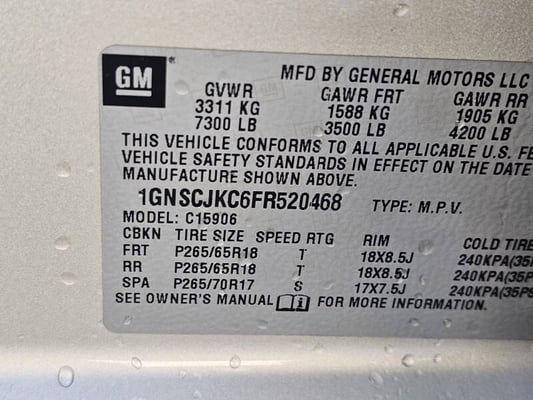 GM
MFD BY GENERAL MOTORS LLC
GVWR GAWR FRT GAWR RR
3311 KG 1588 KG 1905 KG
7300 LB 3500 LB 4200 LB
THIS VEHICLE CONFORMS TO ALL APPLICABLE U.S. FE
VEHICLE SAFETY STANDARDS IN EFFECT ON THE DATE
MANUFACTURE SHOWN ABOVE.
1GNSCJKC6FR520468 TYPE: M.P.V.
MODEL: C15906
CBKN TIRE SIZE SPEED RTG RIM COLD TIRE
FRT P265/65R18 T 18X8.5J 240KPA(35P
RR P265/65R18 T 18X8.5J 240KPA(35P
SPA P265/70R17 S 17X7.5J 240KPA(35PS
SEE OWNER'S MANUAL FOR MORE INFORMATION.